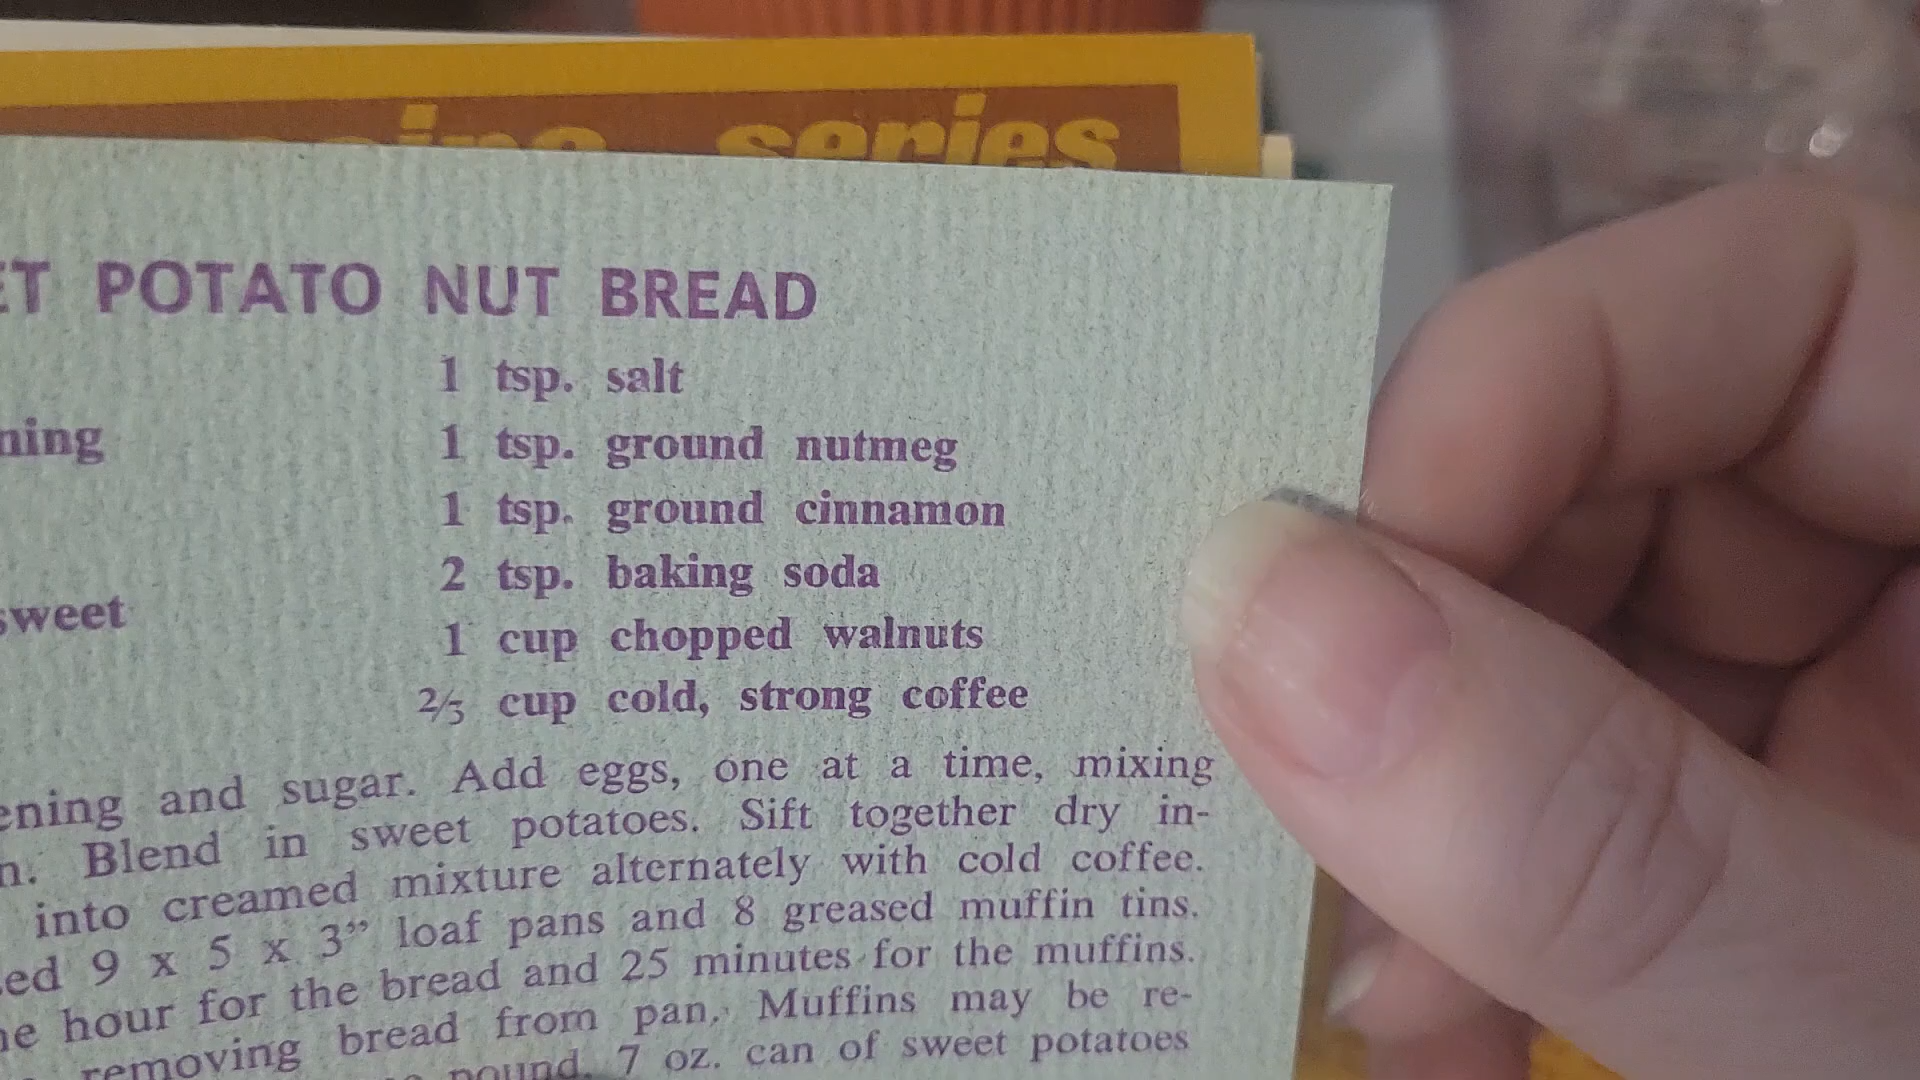 series
POTATO NUT BREAD
1 tsp. salt
1 tsp. ground nutmeg
1 tsp. ground cinnamon
2 tsp. baking soda
1 cup chopped walnuts
2/3 cup cold, strong coffee
sweet
and sugar. Add eggs, one at a time, mixing
Blend in sweet potatoes. Sift together dry in-
into creamed mixture alternately with cold coffee.
9 x 5 x 3” loaf pans and 8 greased muffin tins.
hour for the bread and 25 minutes for the muffins.
removing bread from pan. Muffins may be re-
pound, 7 oz. can of sweet potatoes